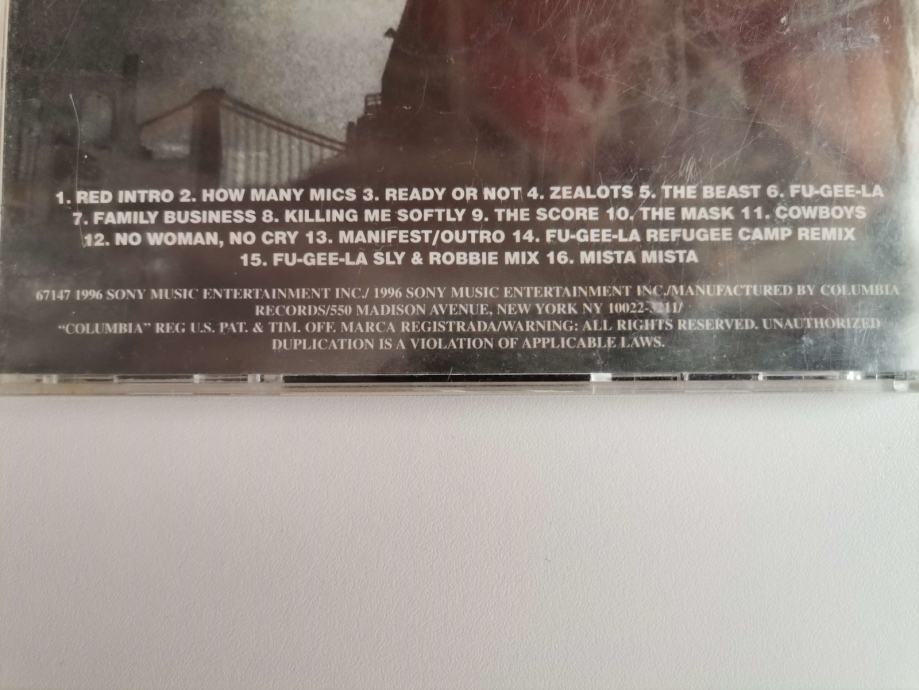 1. RED INTRO 2. HOW MANY MICS 3. READY OR NOT 4. ZEALOTS 5. THE BEAST 6. FU-GEE-LA
7. FAMILY BUSINESS 8. KILLING ME SOFTLY 9. THE SCORE 10. THE MASK 11. COWBOYS
12. NO WOMAN, NO CRY 13. MANIFEST/OUTRO 14. FU-GEE-LA REFUGEE CAMP REMIX
15. FU-GEE-LA SLY & ROBBIE MIX 16. MISTA MISTA
67147 1996 SONY MUSIC ENTERTAINMENT INC./ 1996 SONY MUSIC ENTERTAINMENT INC./MANUFACTURED BY COLUMBIA
RECORDS/550 MADISON AVENUE, NEW YORK NY 10022-3211/
"COLUMBIA" REG U.S. PAT. & TIM. OFF. MARCA REGISTRADA/WARNING: ALL RIGHTS RESERVED. UNAUTHORIZED
DUPLICATION IS A VIOLATION OF APPLICABLE LAWS.